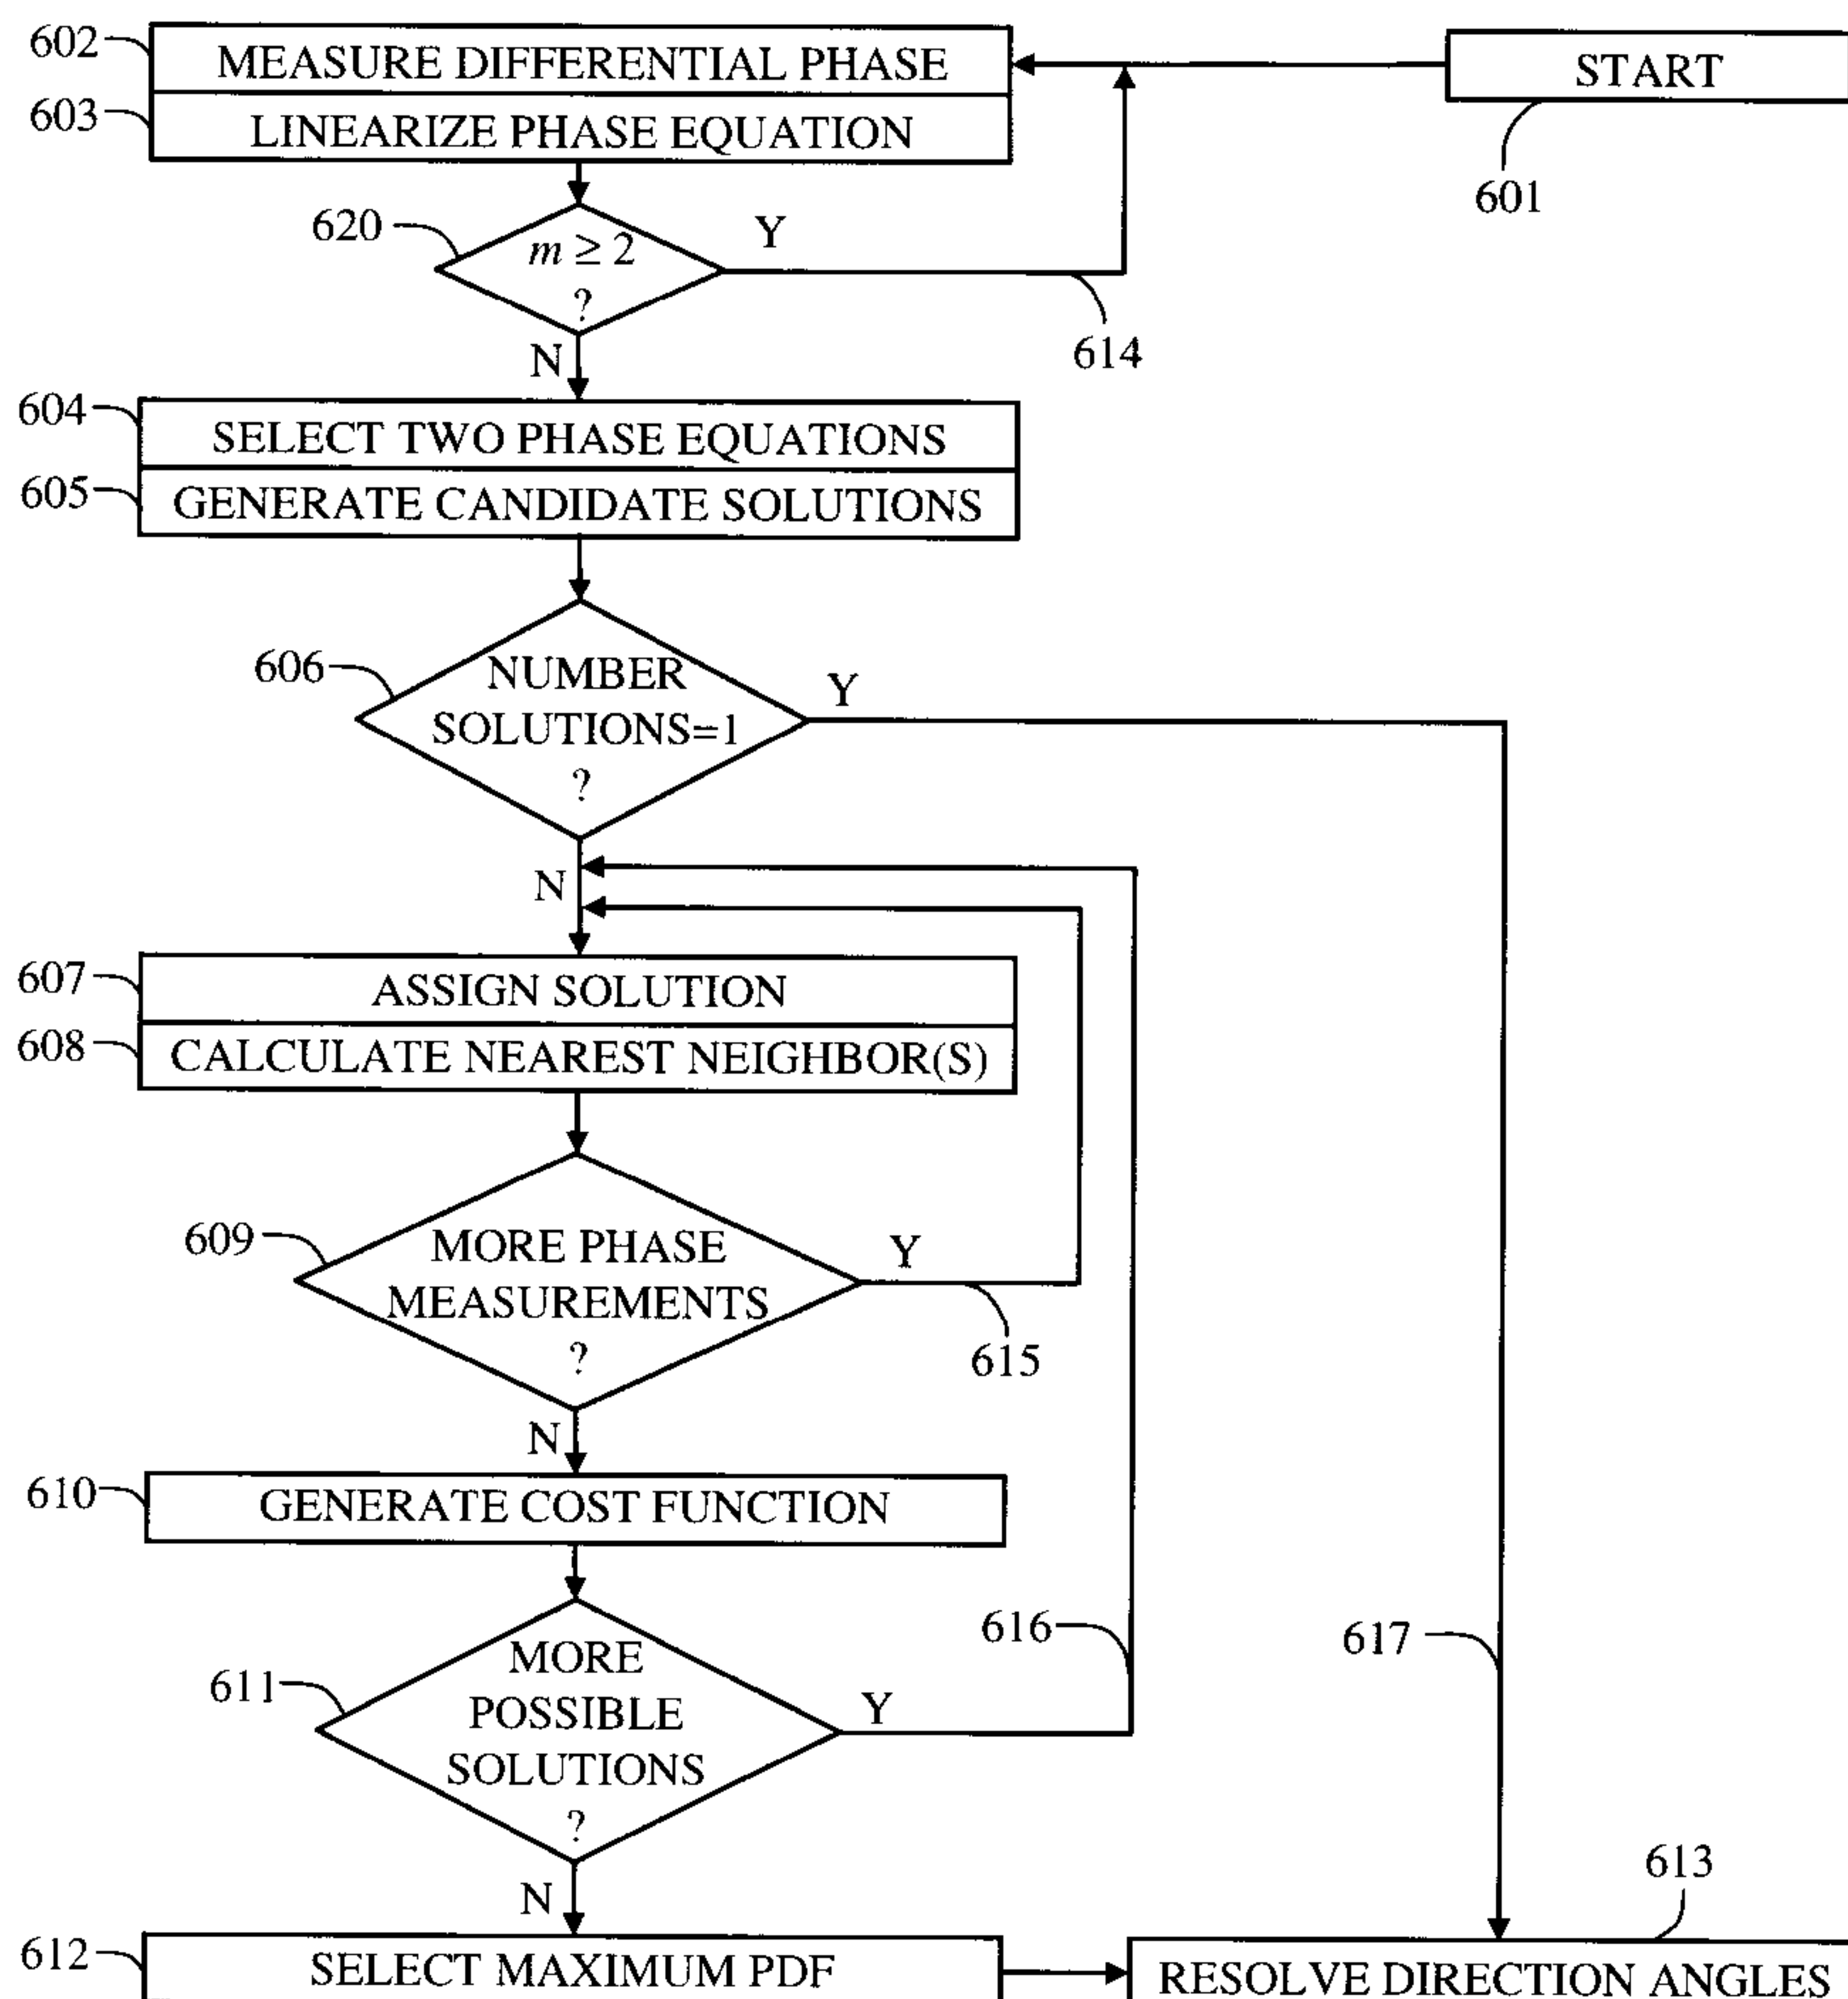 602
MEASURE DIFFERENTIAL PHASE
START
603
LINEARIZE PHASE EQUATION
601
620
m ≥ 2
?
Y
614
N
604
SELECT TWO PHASE EQUATIONS
605
GENERATE CANDIDATE SOLUTIONS
606
NUMBER
SOLUTIONS=1
?
Y
N
607
ASSIGN SOLUTION
608
CALCULATE NEAREST NEIGHBOR(S)
609
MORE PHASE
MEASUREMENTS
?
Y
615
N
610
GENERATE COST FUNCTION
611
MORE
POSSIBLE
SOLUTIONS
?
Y
616
617
N
613
612
SELECT MAXIMUM PDF
RESOLVE DIRECTION ANGLES